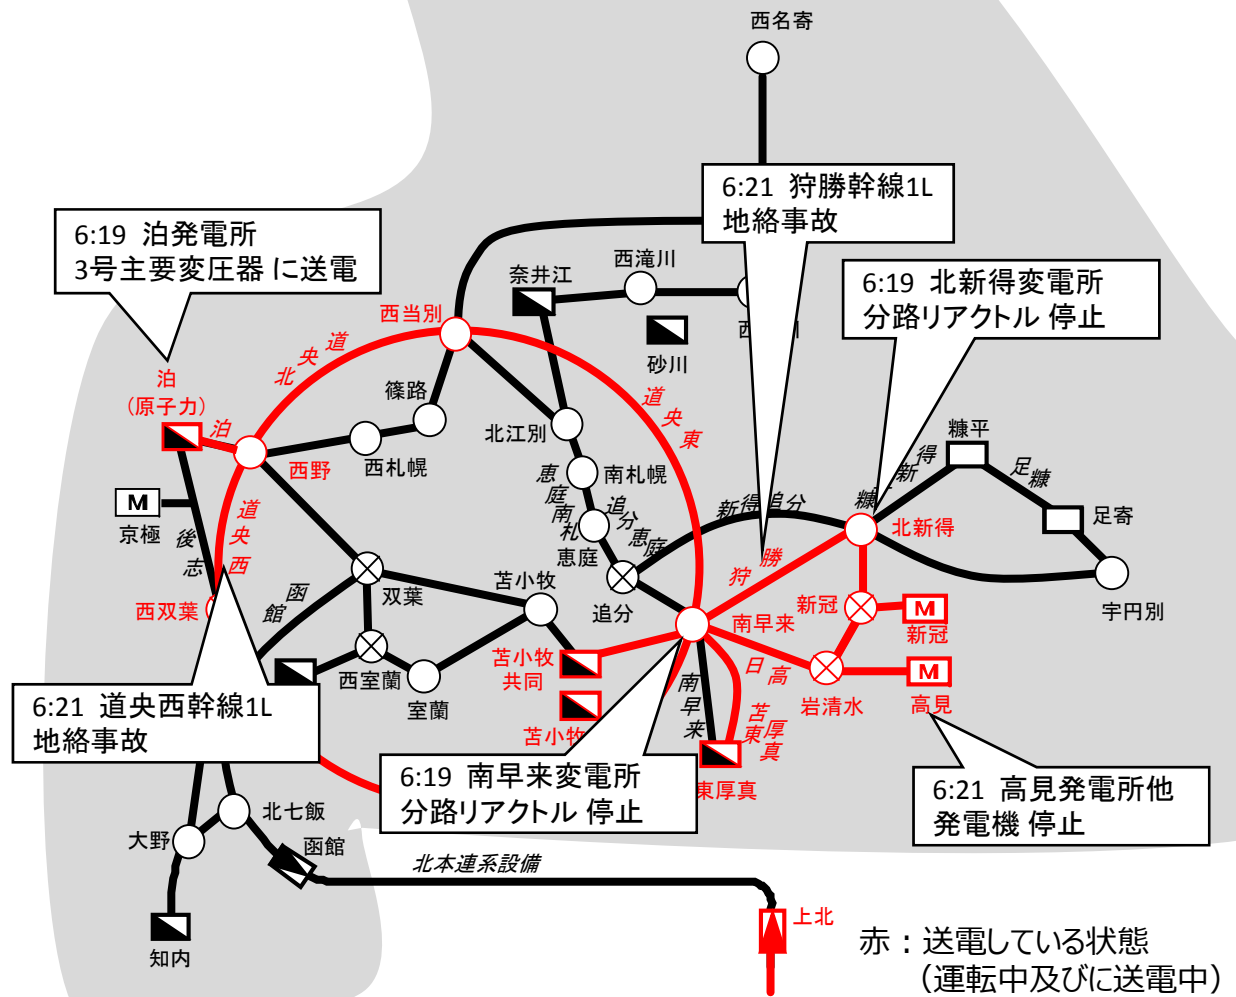 西名寄
6:21 狩勝幹線1L
地絡事故
6:19 泊発電所
3号主要変圧器 に送電
6:19 北新得変電所
分路リアクトル 停止
奈井江
西滝川
西当別
砂川
道央北
道央東
泊
(原子力)
泊
篠路
北江別
西野
西札幌
南札幌
恵庭南札
追分恵庭
恵庭
新得追分
糠平
足糠
足寄
北新得
宇円別
M
京極
後志
道央西
西双葉
函館
双葉
苫小牧
追分
狩勝
新冠
M
新冠
南早来
日高
岩清水
M
高見
苫小牧
共同
西室蘭
室蘭
苫小牧
南早来
苫東厚真
東厚真
6:21 道央西幹線1L
地絡事故
6:19 南早来変電所
分路リアクトル 停止
6:21 高見発電所他
発電機 停止
北七飯
大野
函館
北本連系設備
知内
上北
赤：送電している状態
（運転中及びに送電中）